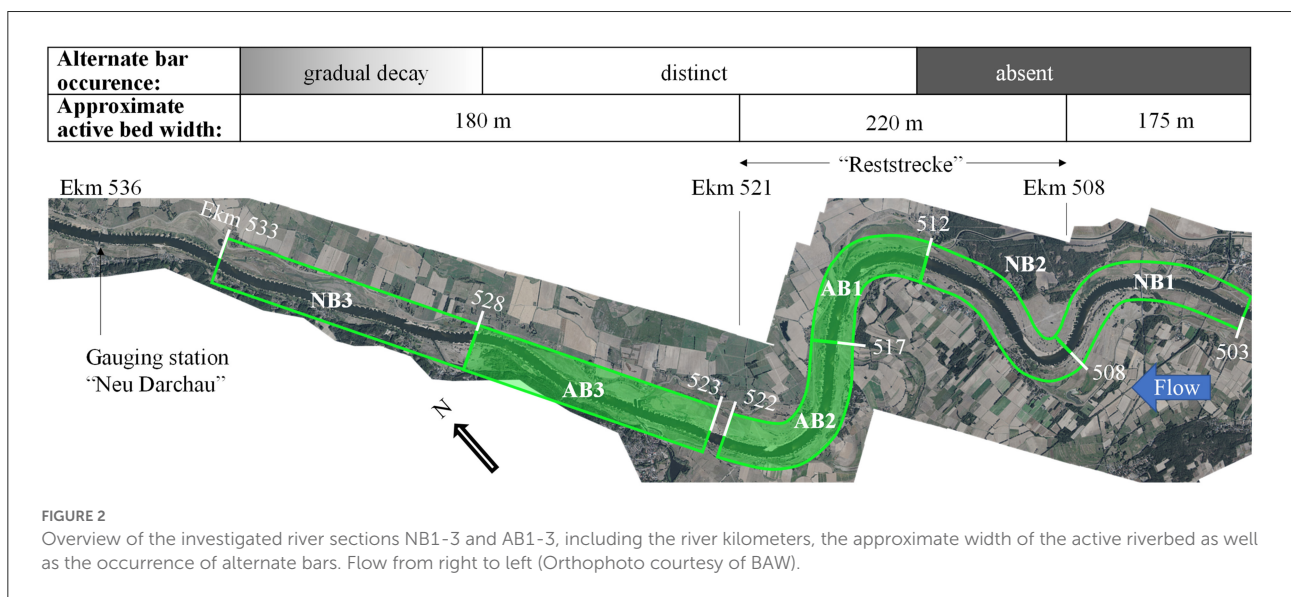 Alternate bar
occurence:
gradual decay
distinct
absent
Approximate
active bed width:
180 m
220 m
175 m
"Reststrecke"
Ekm 536
Ekm 521
Ekm 508
Ekm 533
512
NB2
NB1
AB1
NB3
528
517
503
Gauging station
"Neu Darchau"
508
Flow
AB3
523
522
AB2
N
FIGURE 2
Overview of the investigated river sections NB1-3 and AB1-3, including the river kilometers, the approximate width of the active riverbed as well
as the occurrence of alternate bars. Flow from right to left (Orthophoto courtesy of BAW).